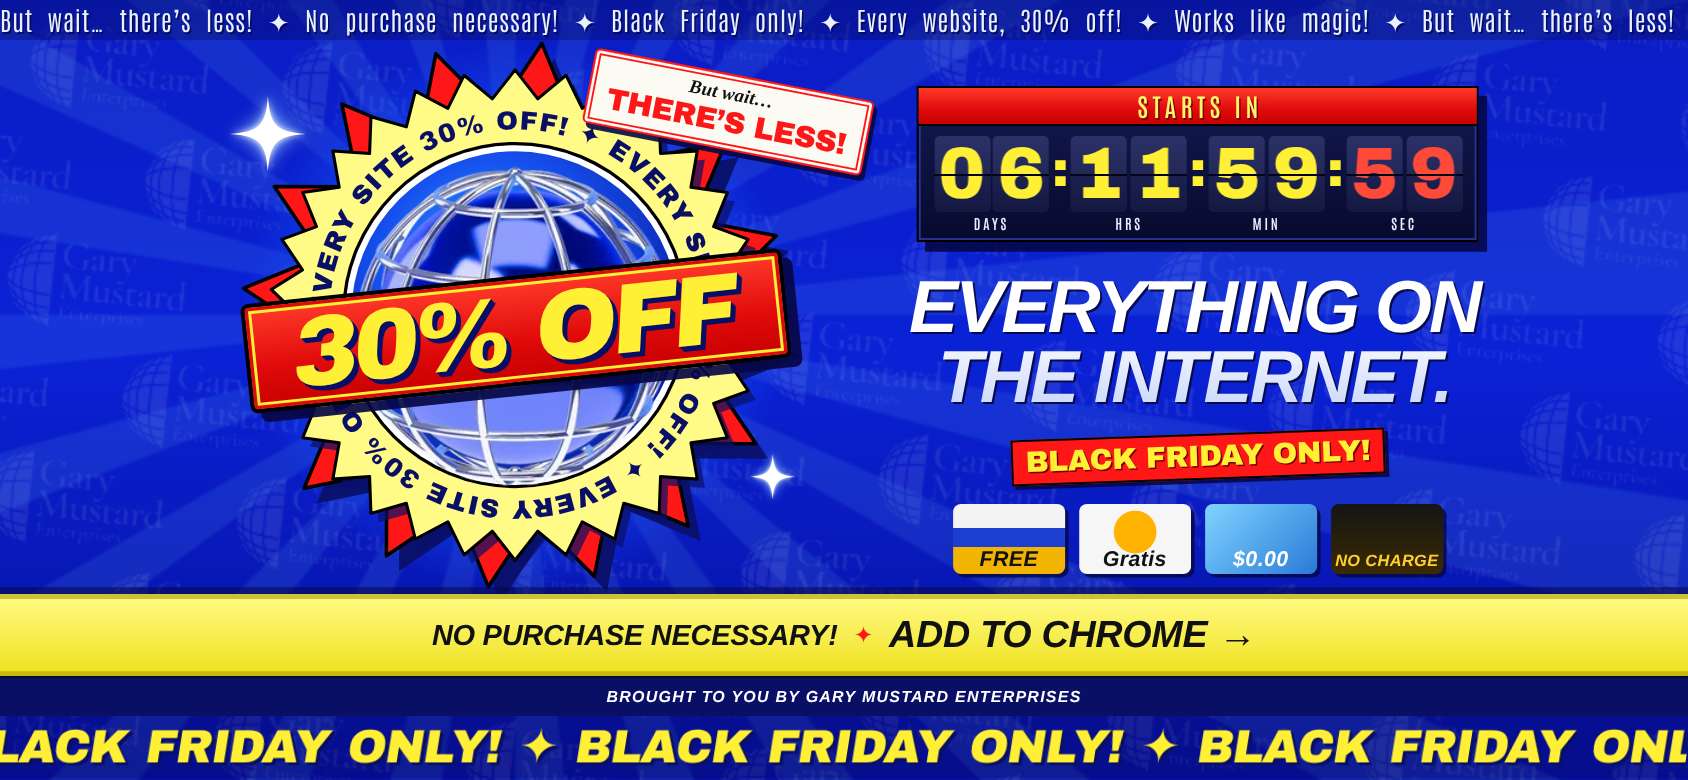 But wait… there’s less! ✦ No purchase necessary! ✦ Black Friday only! ✦ Every website, 30% off! ✦ Works like magic! ✦ But wait… there’s less!
But wait…
THERE’S LESS!
VERY SITE 30% OFF! ✦ EVERY S
30% OFF
% OFF! ✦ EVERY SITE 30% O
STARTS IN
06:11:59:59
DAYS HRS MIN SEC
EVERYTHING ON
THE INTERNET.
BLACK FRIDAY ONLY!
FREE Gratis $0.00 NO CHARGE
NO PURCHASE NECESSARY! ✦ ADD TO CHROME →
BROUGHT TO YOU BY GARY MUSTARD ENTERPRISES
LACK FRIDAY ONLY! ✦ BLACK FRIDAY ONLY! ✦ BLACK FRIDAY ONL
Gary
Mustard
Enterprises